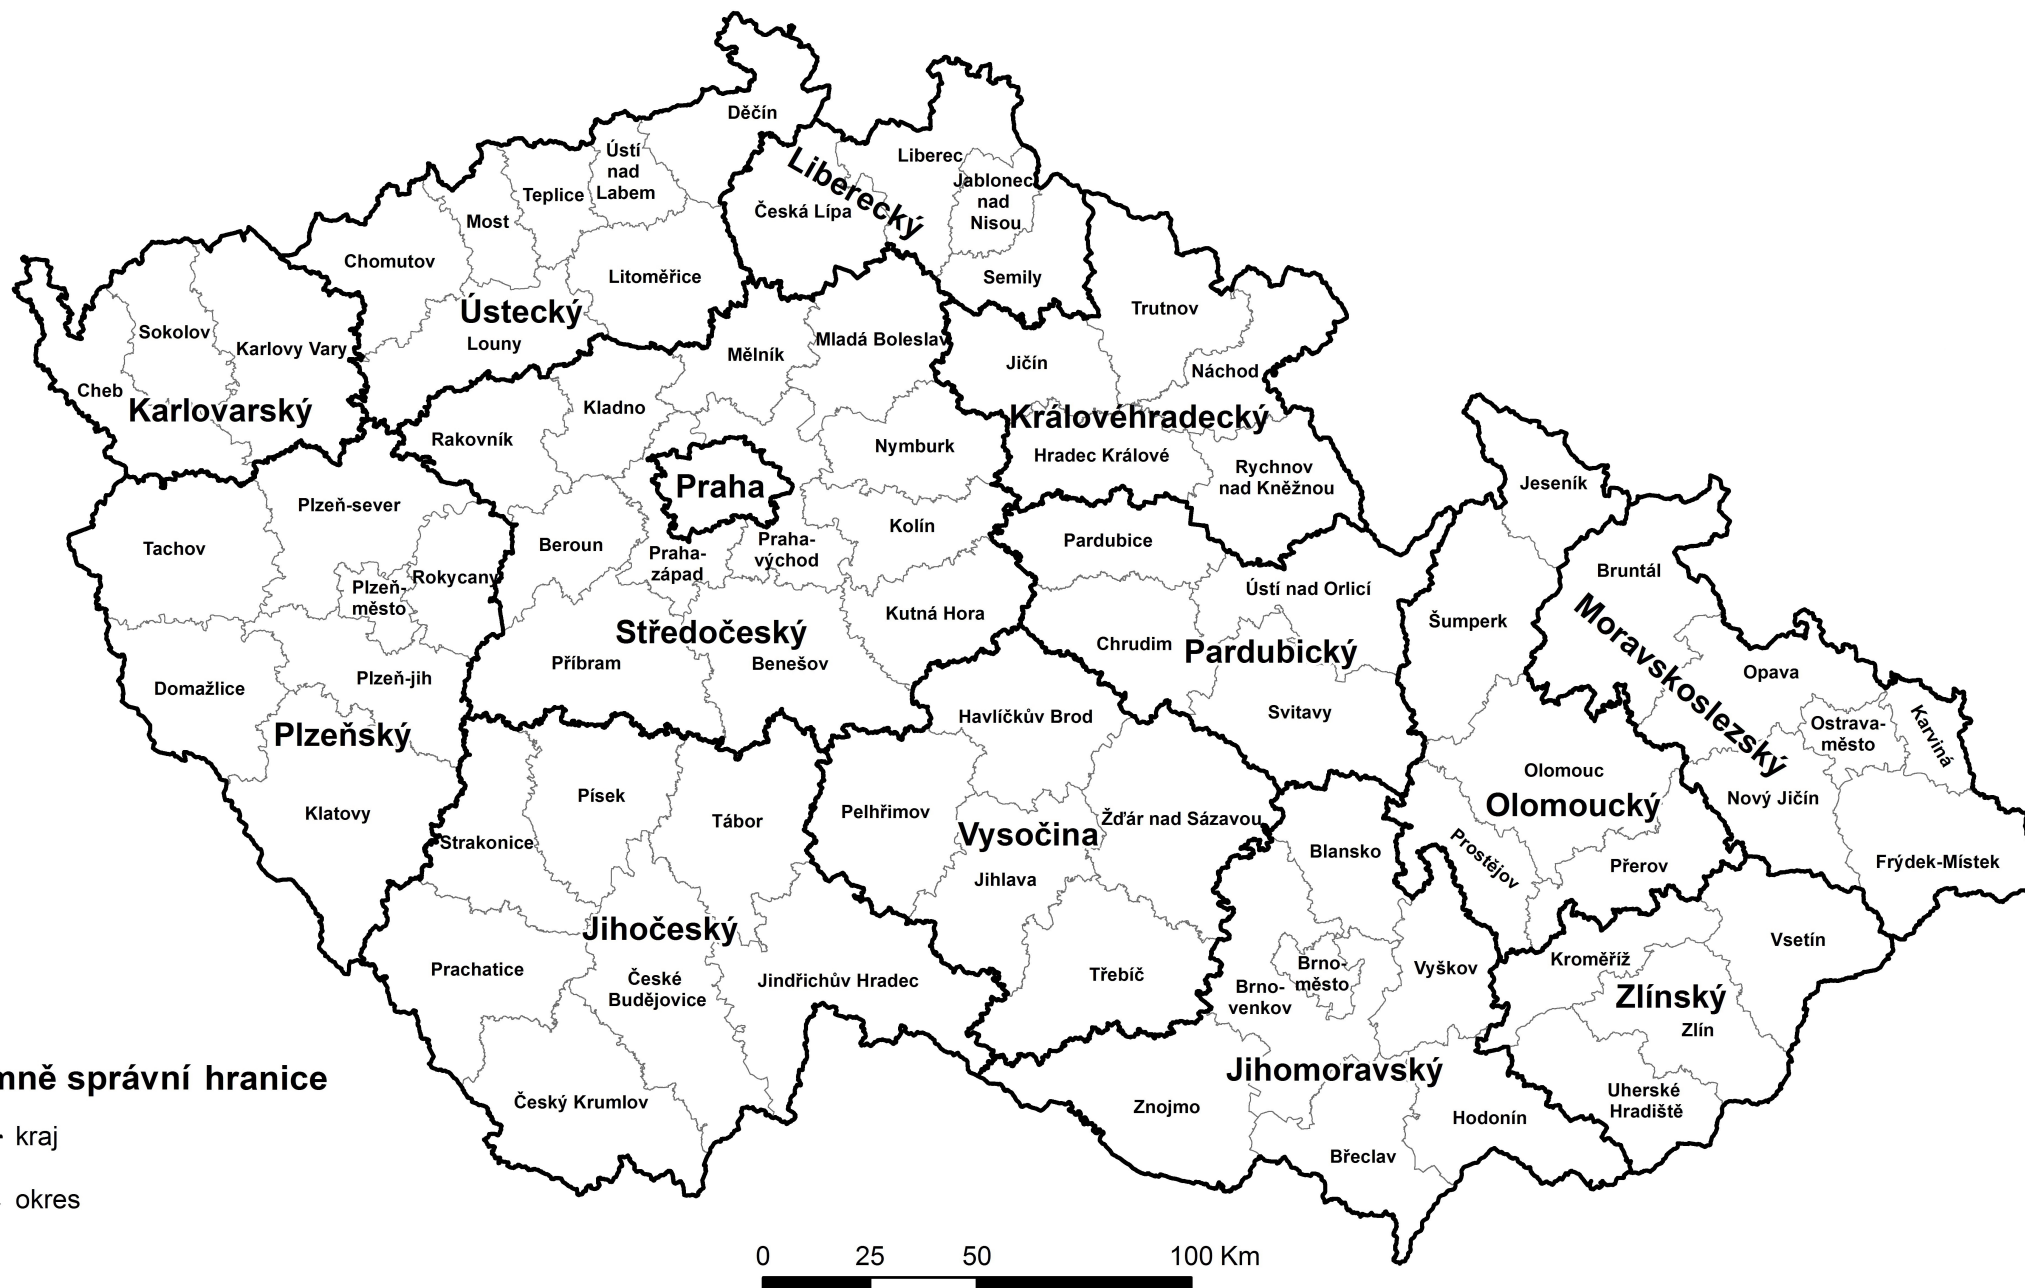 Děčín
Ústí
nad
Labem
Teplice
Most
Chomutov
Litoměřice
Ústecký
Louny
Liberec
Jablonec
nad
Nisou
Liberecký
Česká Lípa
Semily
Sokolov
Karlovy Vary
Cheb
Karlovarský
Trutnov
Jičín
Náchod
Královéhradecký
Hradec Králové
Rychnov
nad Kněžnou
Mělník
Mladá Boleslav
Kladno
Rakovník
Nymburk
Praha
Beroun
Praha-
západ
Praha-
východ
Kolín
Kutná Hora
Středočeský
Příbram
Benešov
Plzeň-sever
Tachov
Plzeň-
město
Rokycany
Domažlice
Plzeň-jih
Plzeňský
Klatovy
Pardubice
Ústí nad Orlicí
Chrudim
Pardubický
Svitavy
Jeseník
Šumperk
Olomouc
Olomoucký
Prostějov
Přerov
Bruntál
Moravskoslezský
Opava
Ostrava-
město
Karviná
Nový Jičín
Frýdek-Místek
Havlíčkův Brod
Pelhřimov
Vysočina
Žďár nad Sázavou
Jihlava
Třebíč
Písek
Tábor
Strakonice
Jihočeský
Prachatice
České
Budějovice
Jindřichův Hradec
Český Krumlov
Blansko
Brno-
město
Brno-
venkov
Vyškov
Jihomoravský
Znojmo
Hodonín
Břeclav
Vsetín
Kroměříž
Zlínský
Zlín
Uherské
Hradiště
mně správní hranice
kraj
okres
0 25 50 100 Km